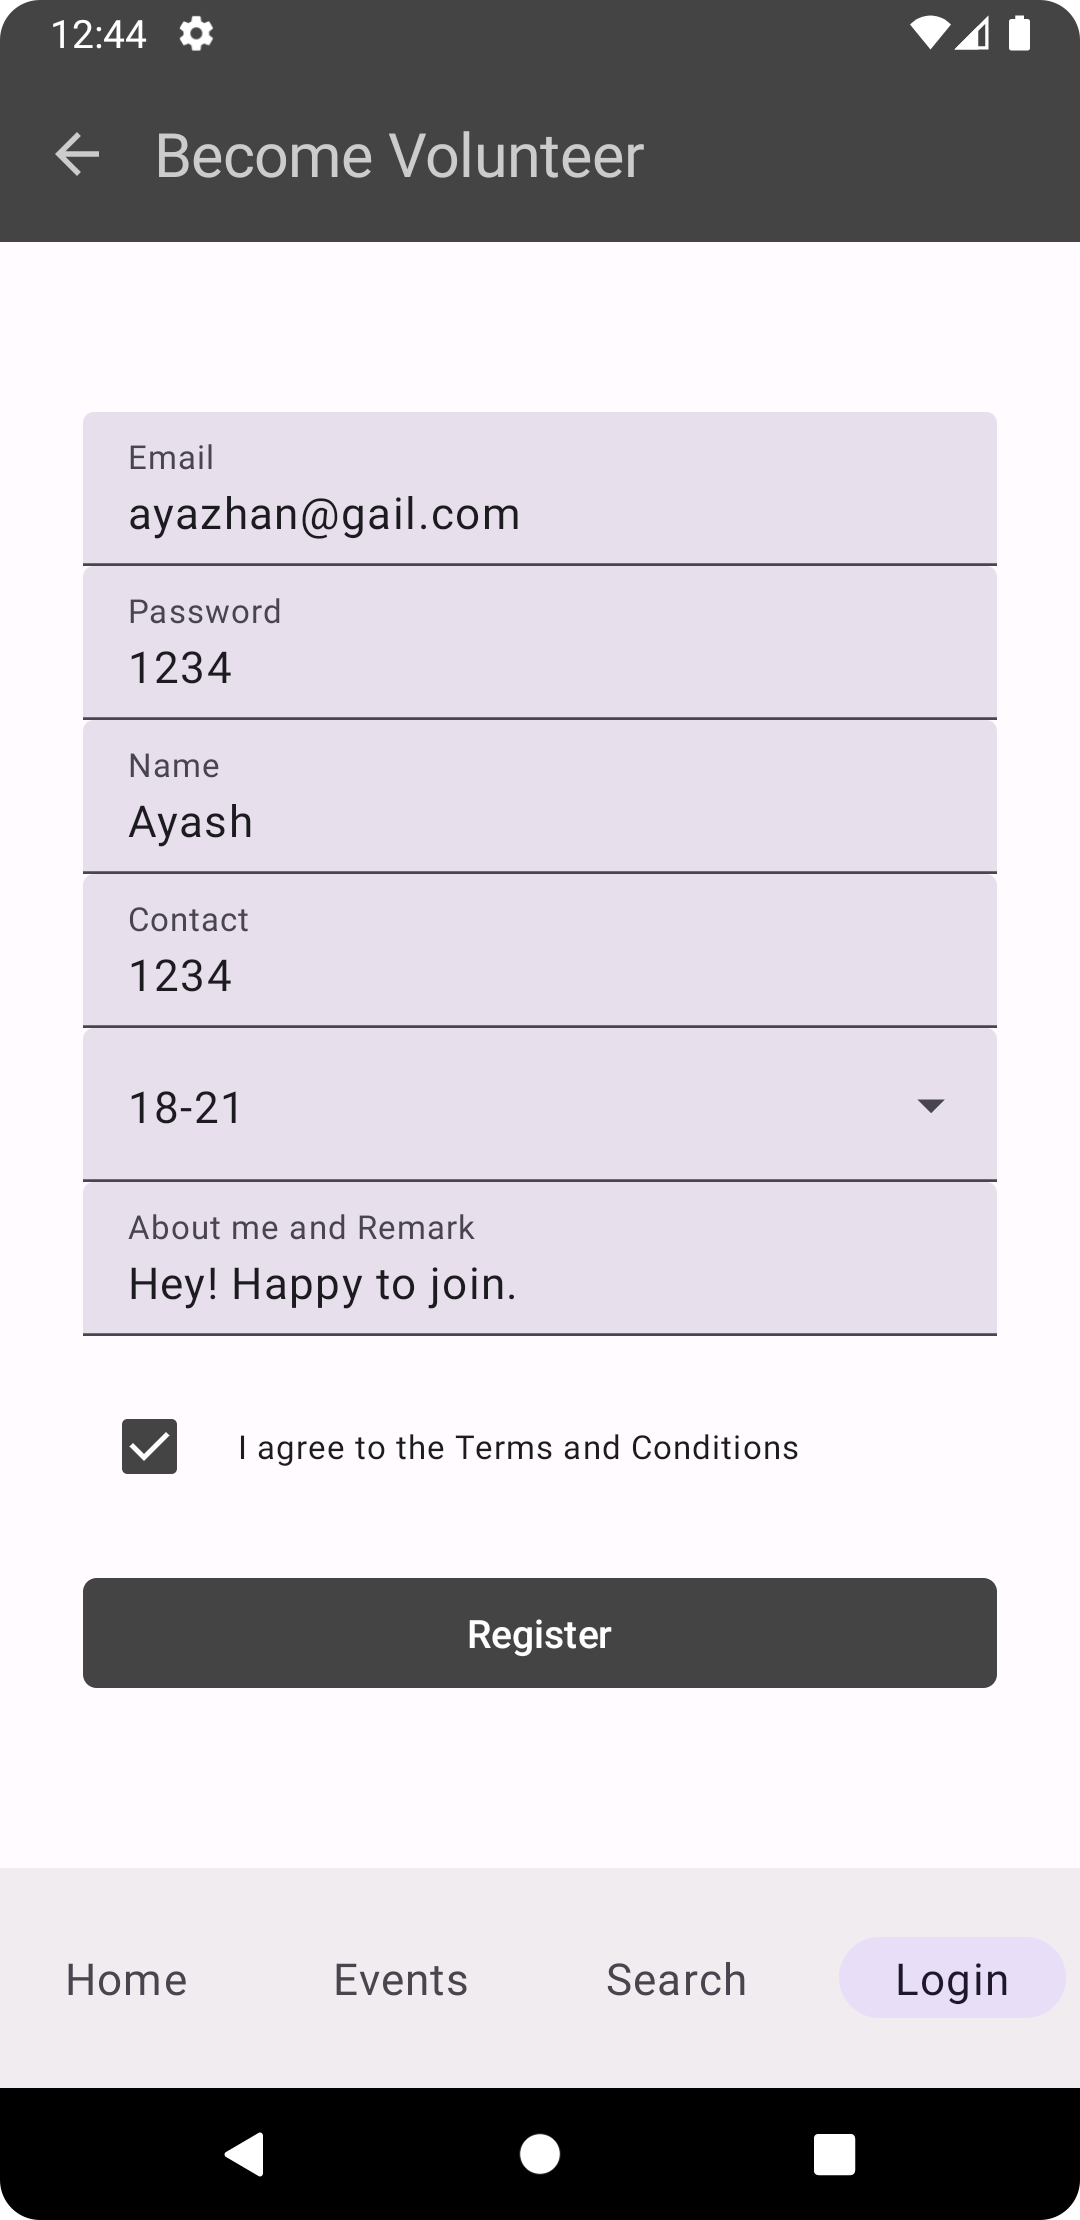 12:44
Become Volunteer
Email
ayazhan@gail.com
Password
1234
Name
Ayash
Contact
1234
18-21
About me and Remark
Hey! Happy to join.
I agree to the Terms and Conditions
Register
Home Events Search Login